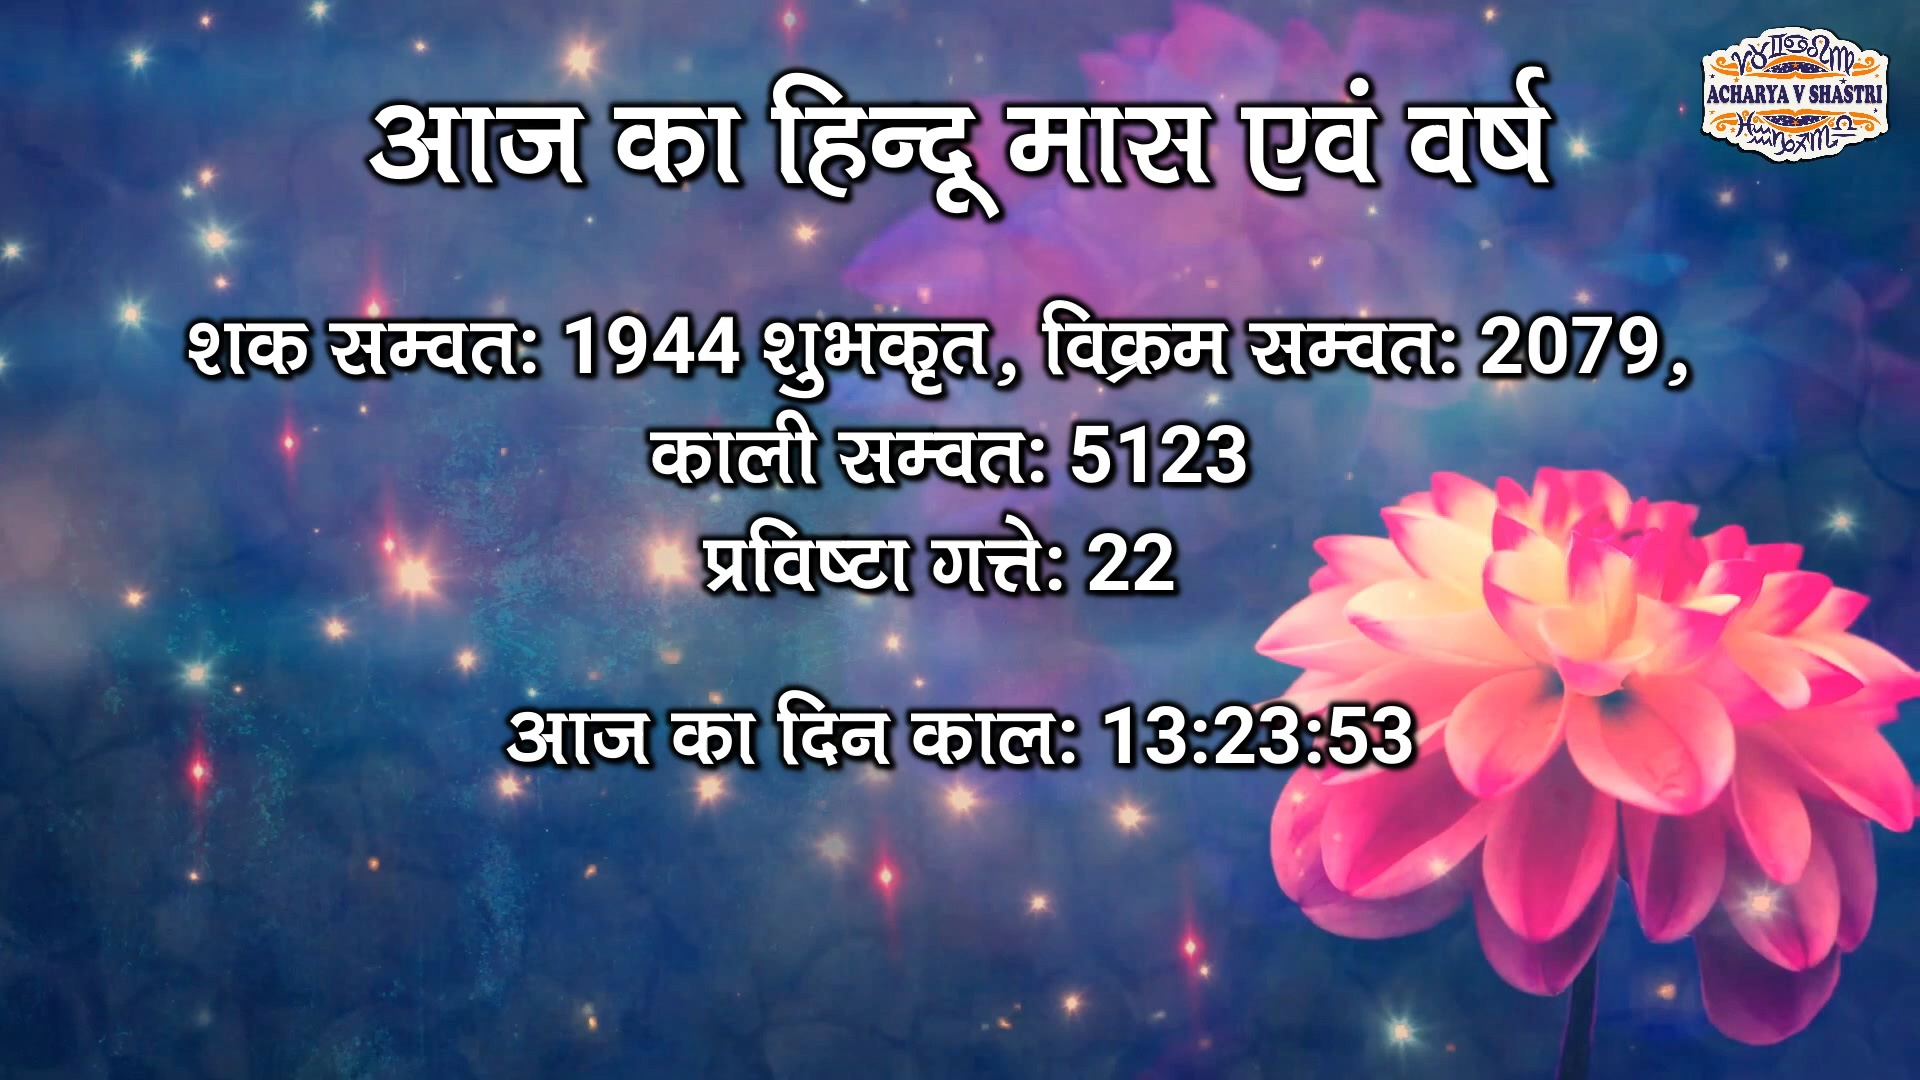 आज का हिन्दू मास एवं वर्ष
ACHARYA V SHASTRI
शक सम्वत: 1944 शुभकृत, विक्रम सम्वत: 2079,
काली सम्वत: 5123
प्रविष्टा गत्ते: 22
आज का दिन काल: 13:23:53